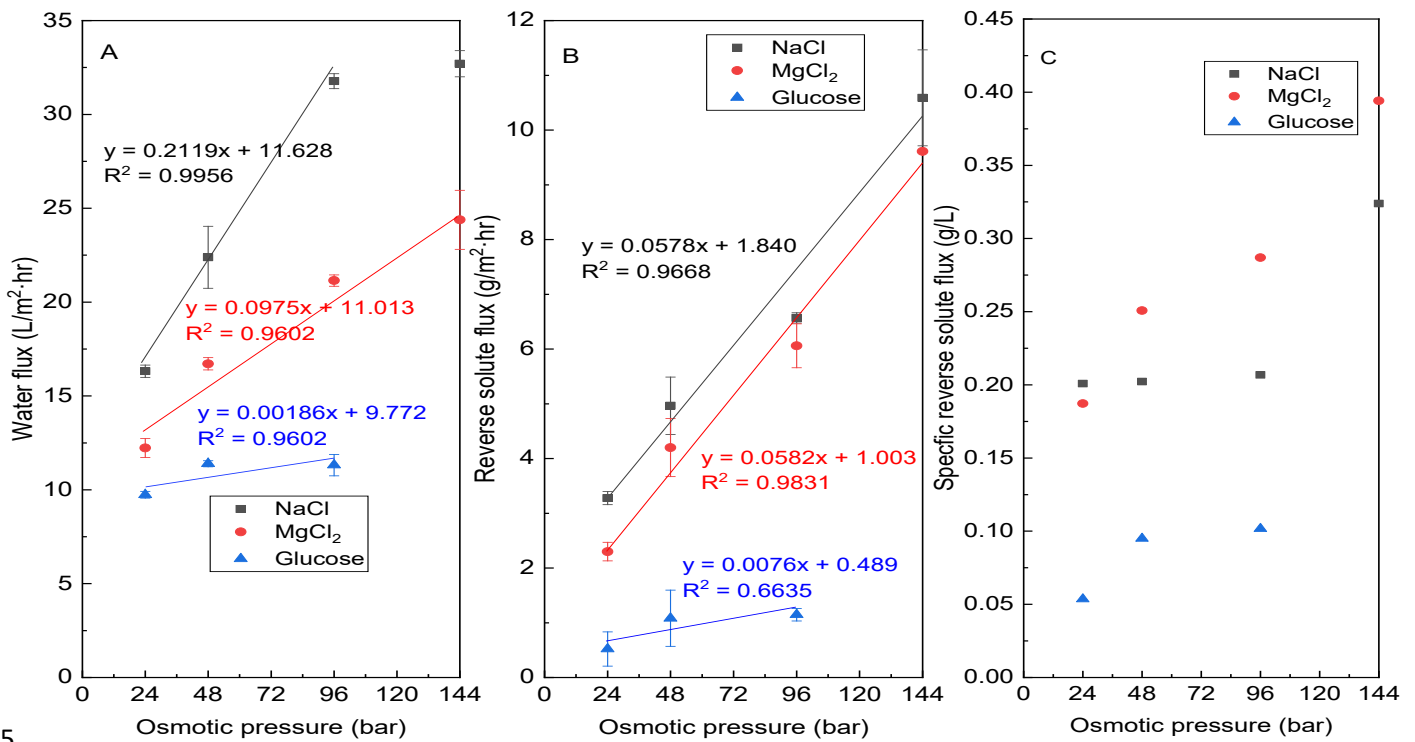 A
35
30
25
20
15
10
5
0
Water flux (L/m²·hr)
y = 0.2119x + 11.628
R² = 0.9956
y = 0.0975x + 11.013
R² = 0.9602
y = 0.00186x + 9.772
R² = 0.9602
NaCl
MgCl₂
Glucose
0 24 48 72 96 120 144
Osmotic pressure (bar)
B
12
10
8
6
4
2
0
Reverse solute flux (g/m²·hr)
NaCl
MgCl₂
Glucose
y = 0.0578x + 1.840
R² = 0.9668
y = 0.0582x + 1.003
R² = 0.9831
y = 0.0076x + 0.489
R² = 0.6635
0 24 48 72 96 120 144
Osmotic pressure (bar)
C
0.45
0.40
0.35
0.30
0.25
0.20
0.15
0.10
0.05
0.00
Specfic reverse solute flux (g/L)
NaCl
MgCl₂
Glucose
0 24 48 72 96 120 144
Osmotic pressure (bar)
5